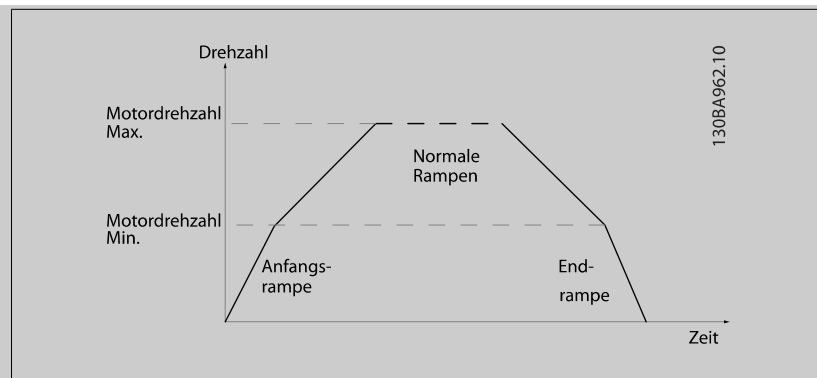 Drehzahl
130BA962.10
Motordrehzahl
Max.
Normale
Rampen
Motordrehzahl
Min.
Anfangs-
rampe
End-
rampe
Zeit